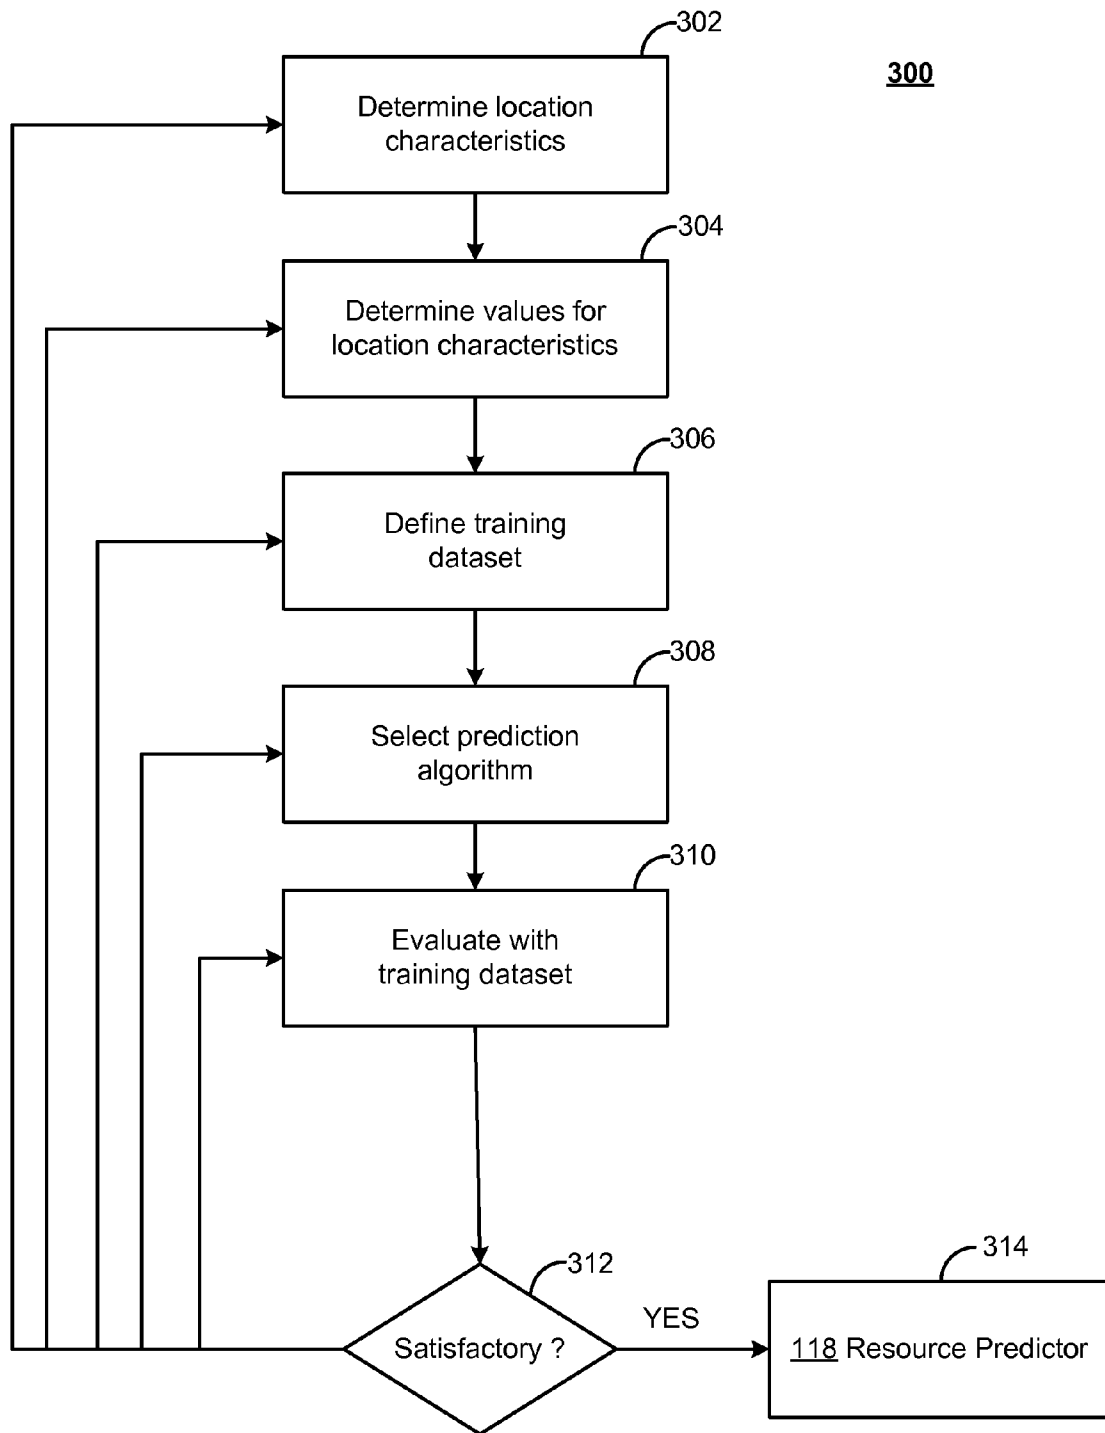 302
300
Determine location
characteristics
304
Determine values for
location characteristics
306
Define training
dataset
308
Select prediction
algorithm
310
Evaluate with
training dataset
312
Satisfactory ?
YES
314
118 Resource Predictor